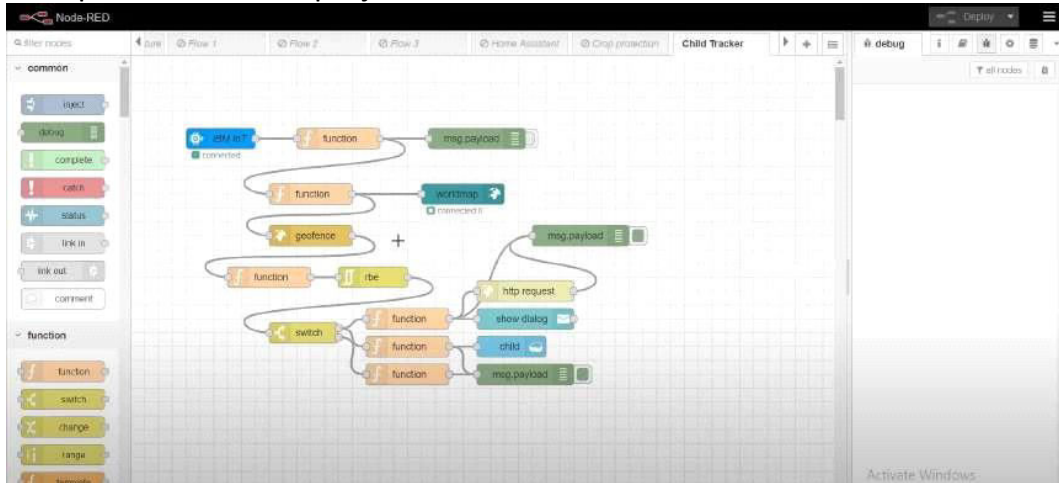 Node-RED
Deploy
filter nodes
Flow 1
Flow 2
Flow 3
Home Assistant
Crop protection
Child Tracker
debug
all nodes
common
inject
debug
complete
catch
status
link in
link out
comment
function
function
switch
change
range
template
IBM IoT
function
msg.payload
connected
function
worldmap
connected
geofence
msg.payload
function
rbe
http request
switch
function
show dialog
function
child
function
msg.payload
Activate Windows